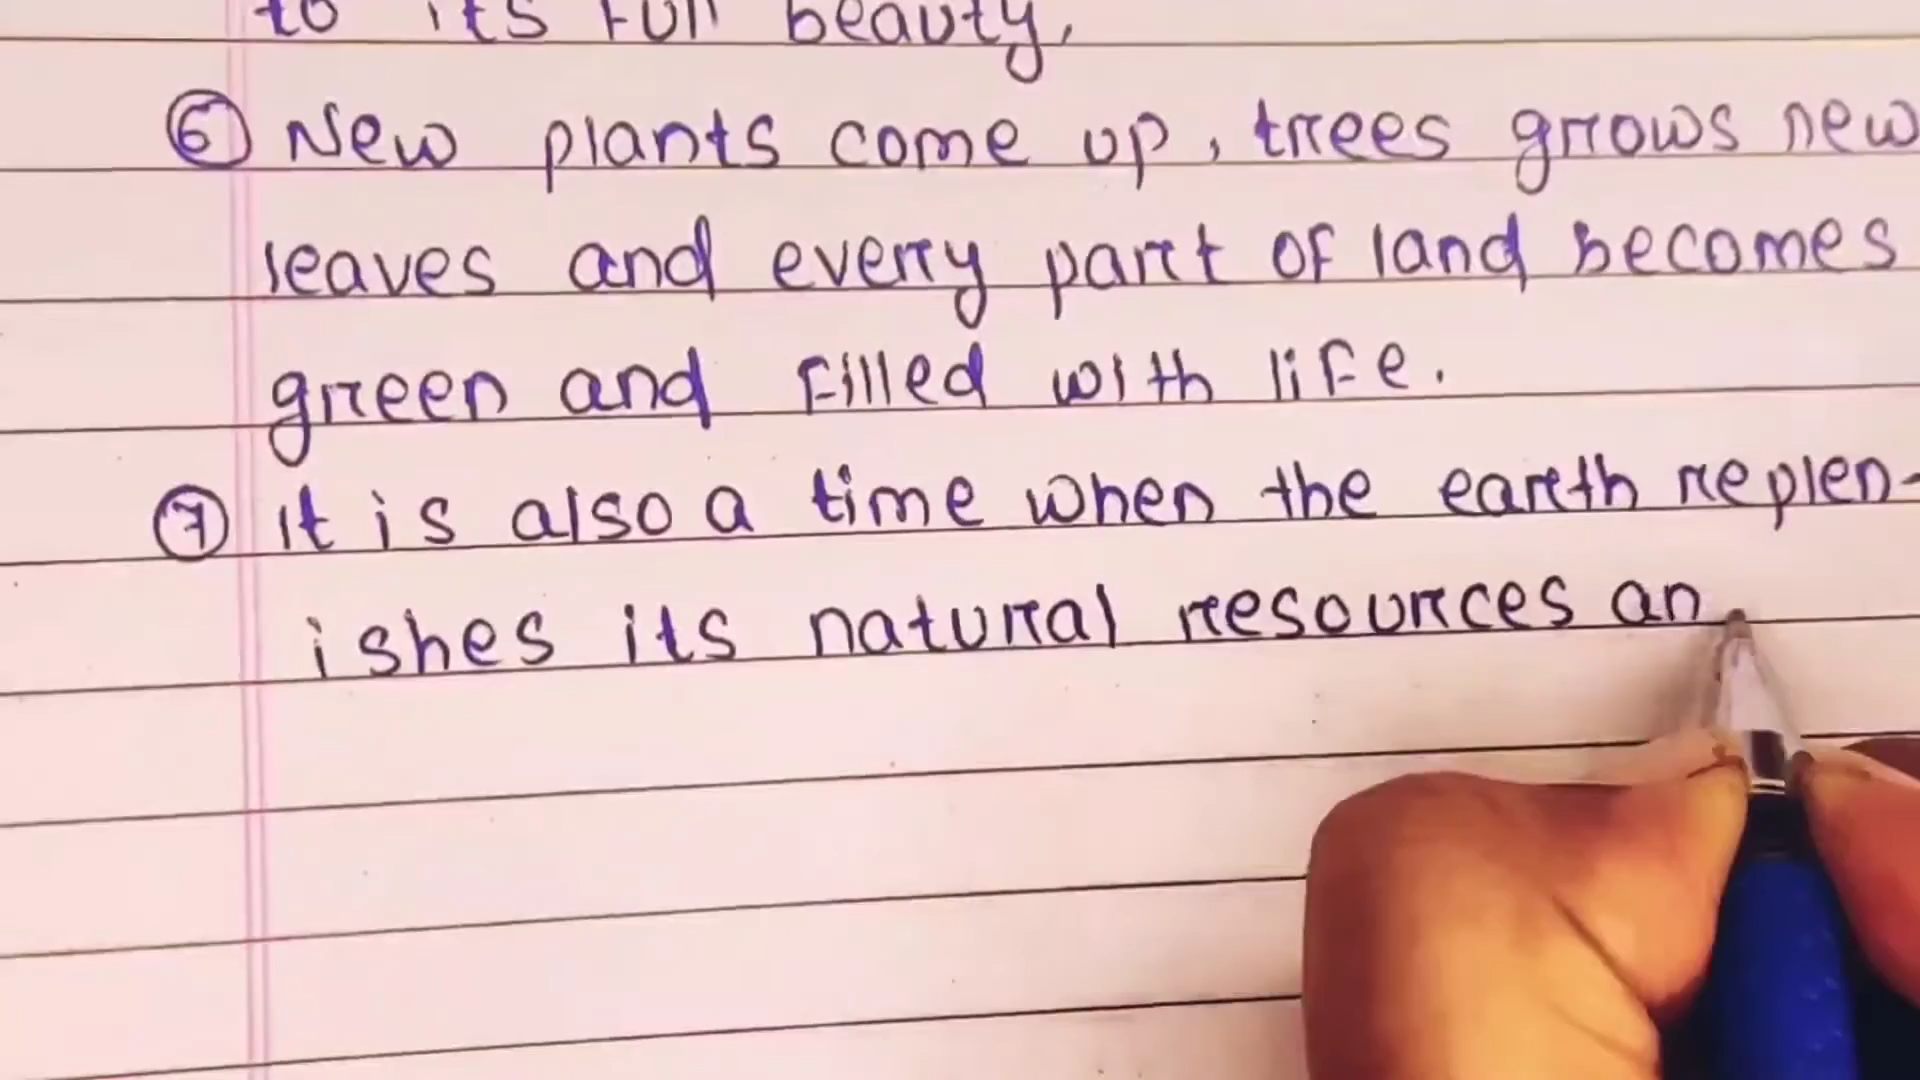 to its full beauty,
⑥ New plants come up, trees grows new
leaves and every part of land becomes
green and filled with life.
⑦ It is also a time when the earth replen-
ishes its natural resources an